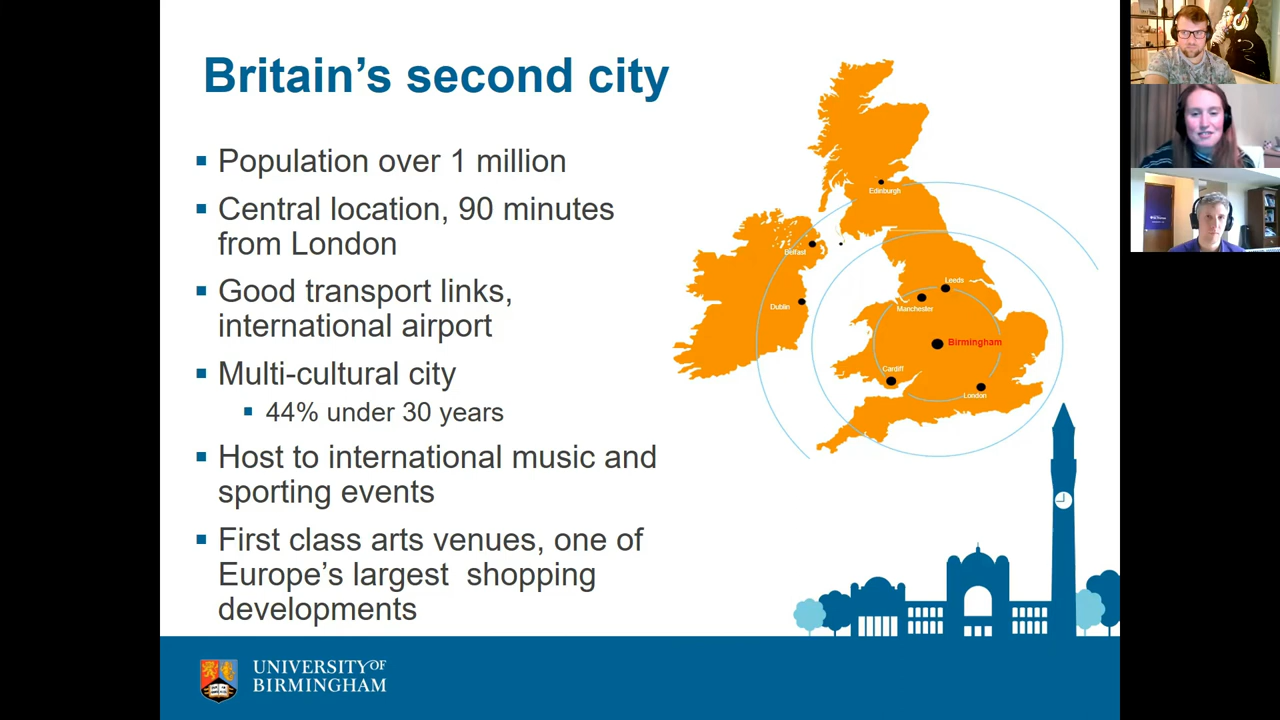 Britain’s second city
▪ Population over 1 million
▪ Central location, 90 minutes
from London
▪ Good transport links,
international airport
▪ Multi-cultural city
▪ 44% under 30 years
▪ Host to international music and
sporting events
▪ First class arts venues, one of
Europe’s largest shopping
developments
Edinburgh
Belfast
Leeds
Dublin
Manchester
Birmingham
Cardiff
London
UNIVERSITY OF
BIRMINGHAM